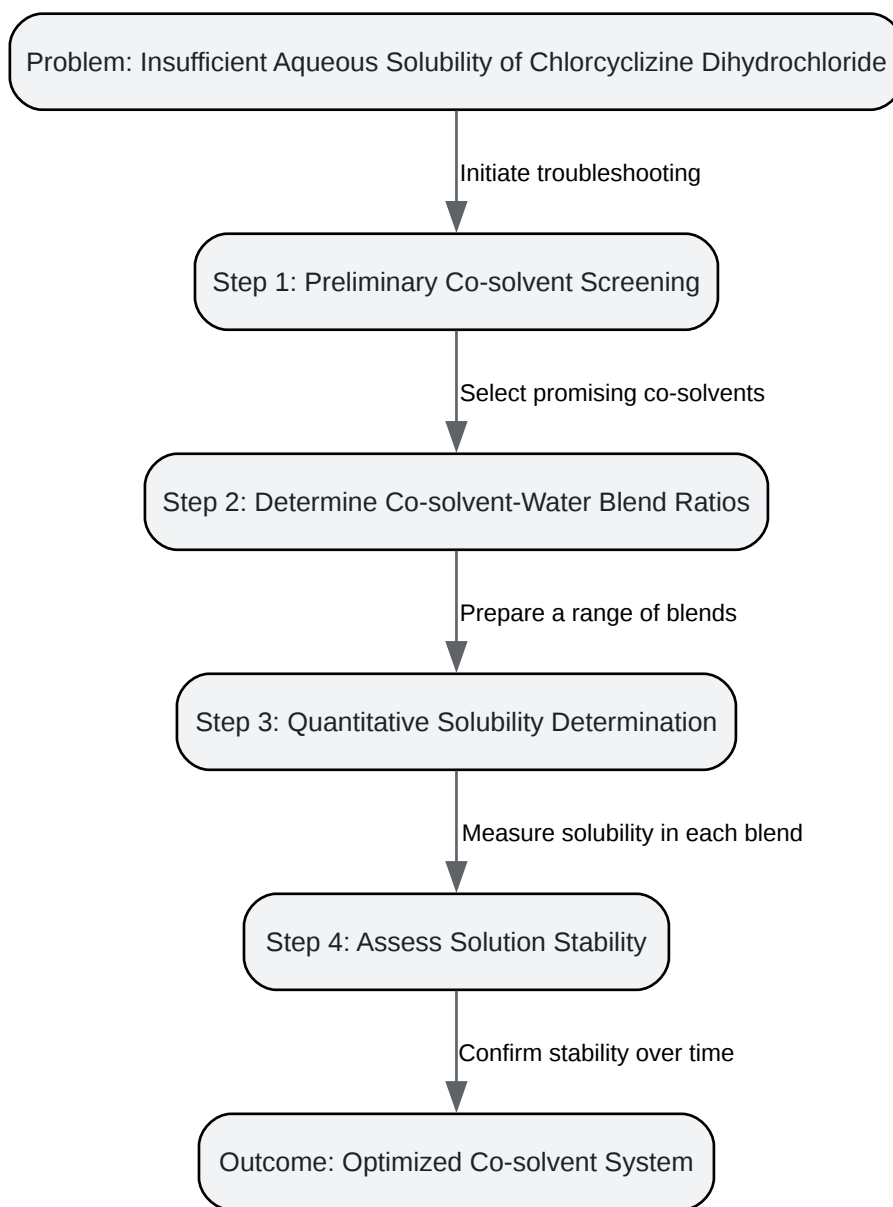 Problem: Insufficient Aqueous Solubility of Chlorcyclizine Dihydrochloride
Initiate troubleshooting
Step 1: Preliminary Co-solvent Screening
Select promising co-solvents
Step 2: Determine Co-solvent-Water Blend Ratios
Prepare a range of blends
Step 3: Quantitative Solubility Determination
Measure solubility in each blend
Step 4: Assess Solution Stability
Confirm stability over time
Outcome: Optimized Co-solvent System